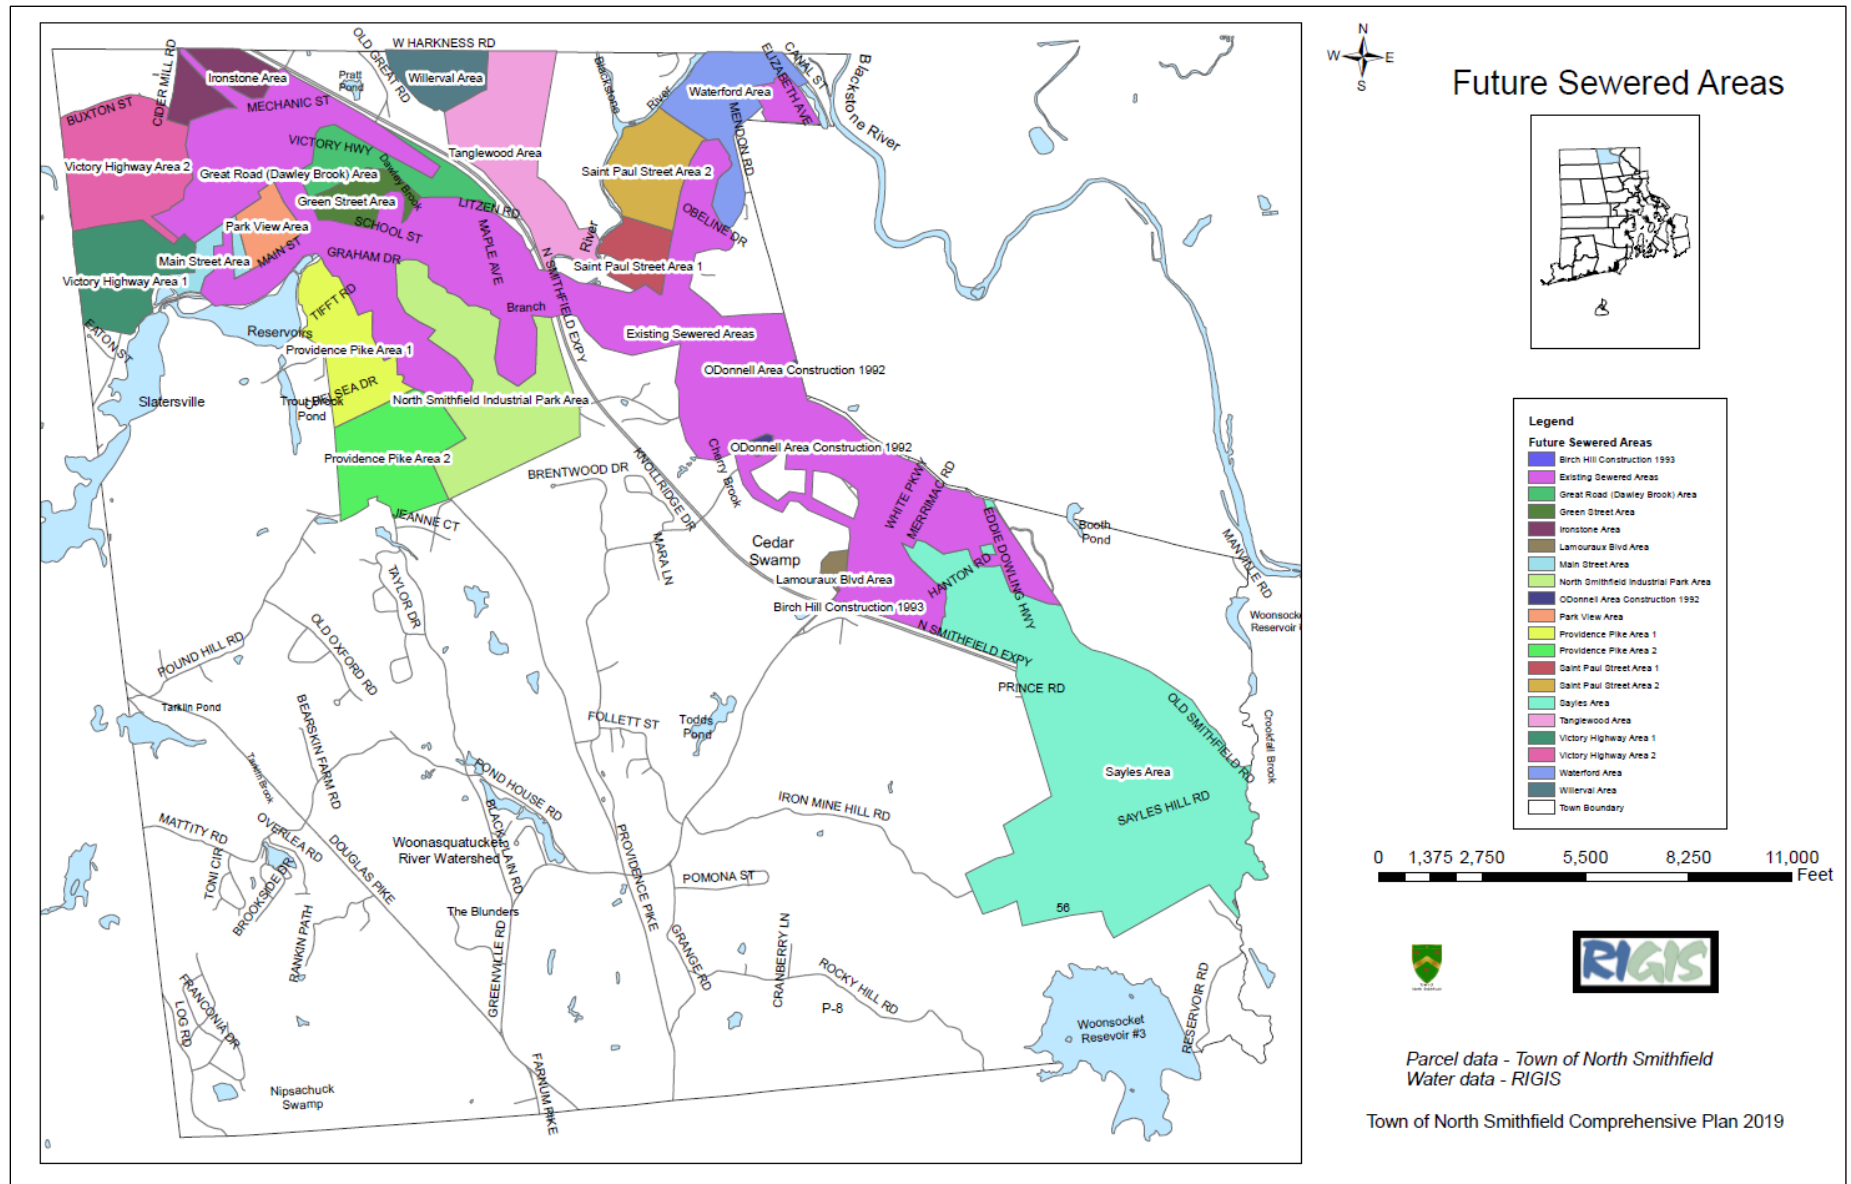 W HARKNESS RD
OLD GREAT RD
CIDER MILL RD
Ironstone Area
Pratt
Pond
Willerval Area
Blackstone
River
Waterford Area
ELIZABETH AVE
CANAL ST
Blackstone River
BUXTON ST
MECHANIC ST
MENDON RD
VICTORY HWY
Dawley Brook
Tanglewood Area
Victory Highway Area 2
Great Road (Dawley Brook) Area
Saint Paul Street Area 2
Green Street Area
LITZEN RD
OBELINE DR
Park View Area
SCHOOL ST
MAPLE AVE
River
Main Street Area
MAIN ST
GRAHAM DR
N SMITHFIELD EXPY
Saint Paul Street Area 1
Victory Highway Area 1
TIFFT RD
Branch
EATON ST
Reservoirs
Existing Sewered Areas
Providence Pike Area 1
ODonnell Area Construction 1992
Slatersville
Trout Brook
Pond
North Smithfield Industrial Park Area
ODonnell Area Construction 1992
Providence Pike Area 2
BRENTWOOD DR
KNOLLRIDGE DR
Cherry Brook
WHITE PKWY
MERRIMAC RD
JEANNE CT
EDDIE DOWLING HWY
Booth
Pond
MARA LN
Cedar
Swamp
MANVILLE RD
TAYLOR DR
Lamouraux Blvd Area
HANTON RD
Birch Hill Construction 1993
Woonsocket
Reservoir
N SMITHFIELD EXPY
OLD OXFORD RD
POUND HILL RD
PRINCE RD
Tarklin Pond
BEARSKIN FARM RD
FOLLETT ST
Todds
Pond
OLD SMITHFIELD RD
Crookfall Brook
Tarklin Brook
POND HOUSE RD
Sayles Area
IRON MINE HILL RD
SAYLES HILL RD
MATTITY RD
OVERLEA RD
DOUGLAS PIKE
BLACK PLAIN RD
Woonasquatucket
River Watershed
PROVIDENCE PIKE
TONI CIR
BROOKSIDE DR
POMONA ST
The Blunders
56
RANKIN PATH
GREENVILLE RD
GRANGE RD
CRANBERRY LN
ROCKY HILL RD
P-8
FRANCONIA DR
LOG RD
Woonsocket
Resevoir #3
RESERVOIR RD
Nipsachuck
Swamp
FARNUM PIKE
N
W E
S
Future Sewered Areas
Legend
Future Sewered Areas
Birch Hill Construction 1993
Existing Sewered Areas
Great Road (Dawley Brook) Area
Green Street Area
Ironstone Area
Lamouraux Blvd Area
Main Street Area
North Smithfield Industrial Park Area
ODonnell Area Construction 1992
Park View Area
Providence Pike Area 1
Providence Pike Area 2
Saint Paul Street Area 1
Saint Paul Street Area 2
Sayles Area
Tanglewood Area
Victory Highway Area 1
Victory Highway Area 2
Waterford Area
Willerval Area
Town Boundary
0 1,375 2,750 5,500 8,250 11,000
Feet
RIGIS
Parcel data - Town of North Smithfield
Water data - RIGIS
Town of North Smithfield Comprehensive Plan 2019